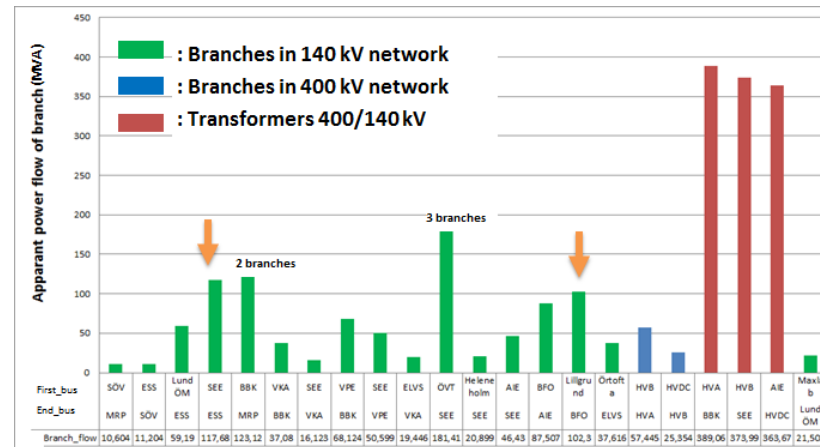 450
400
350
300
250
200
150
100
50
0
Apparant power flow of branch (MVA)
: Branches in 140 kV network
: Branches in 400 kV network
: Transformers 400/140 kV
3 branches
2 branches
First_bus SÖV ESS Lund ÖM SEE BBK VKA SEE VPE SEE ELVS ÖVT Helene holm AIE BFO Lillgrund Örtoft a HVB HVDC HVA HVB AIE Maxla b
End_bus MRP SÖV ESS ESS MRP BBK VKA BBK VPE VKA SEE SEE SEE AIE BFO ELVS HVA HVB BBK SEE HVDC Lund ÖM
Branch_flow 10,604 11,204 59,19 117,68 123,12 37,08 16,123 68,124 50,599 19,446 181,41 20,899 46,43 87,507 102,3 37,616 57,445 25,354 389,06 373,99 363,67 21,50